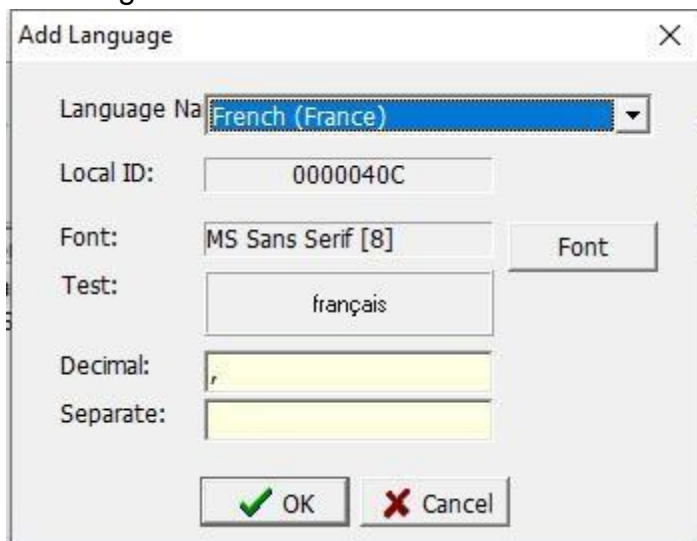 Add Language
Language Na French (France)
Local ID: 0000040C
Font: MS Sans Serif [8] Font
Test: français
Decimal: ,
Separate:
OK Cancel